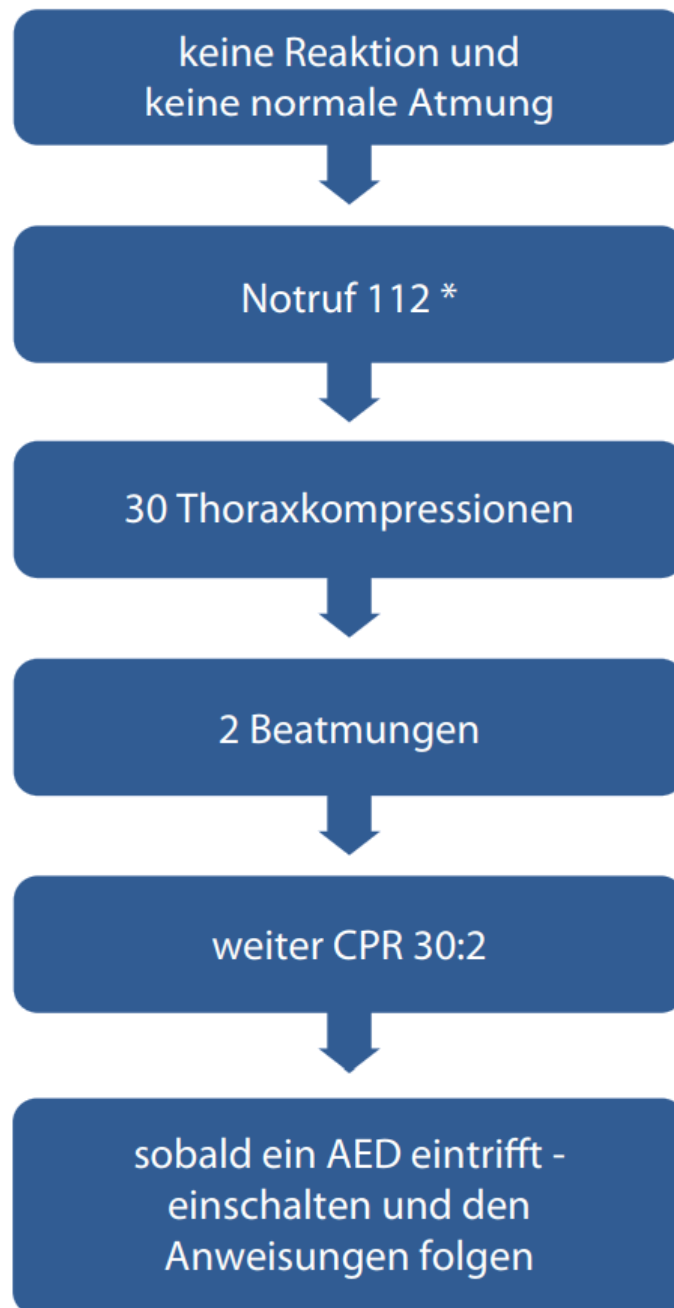 keine Reaktion und
keine normale Atmung
Notruf 112 *
30 Thoraxkompressionen
2 Beatmungen
weiter CPR 30:2
sobald ein AED eintrifft -
einschalten und den
Anweisungen folgen